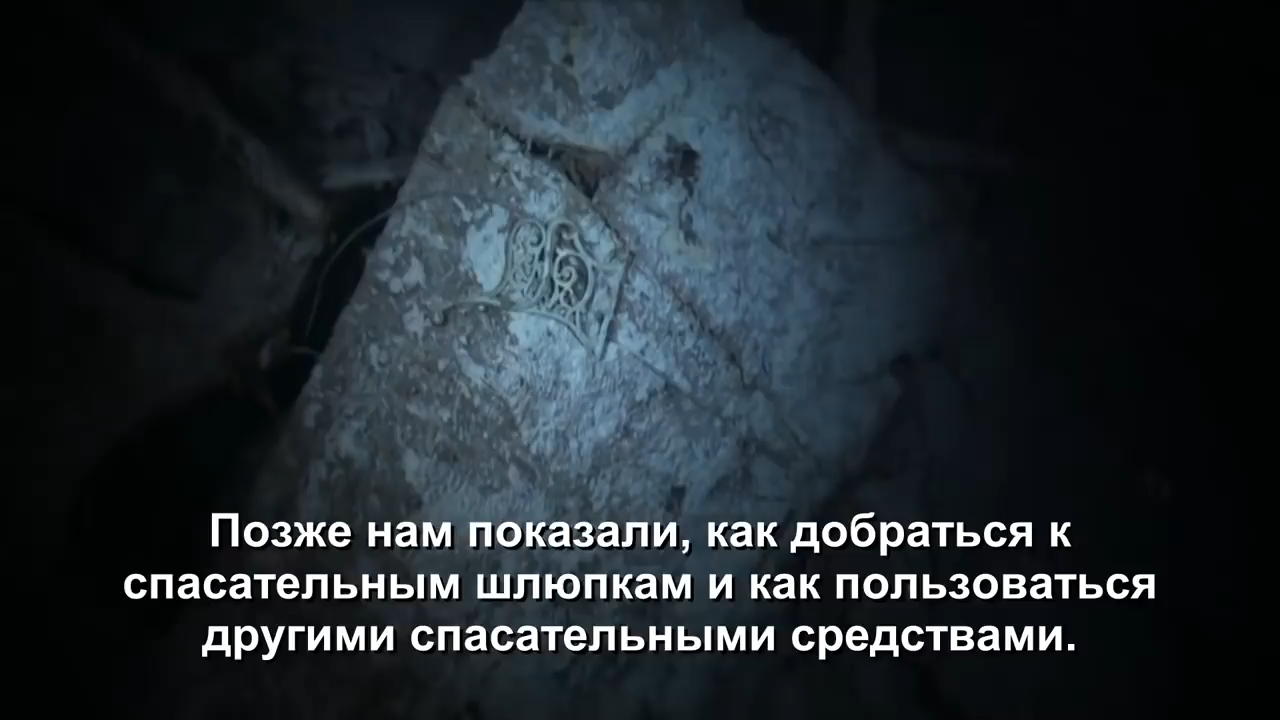 Позже нам показали, как добраться к
спасательным шлюпкам и как пользоваться
другими спасательными средствами.